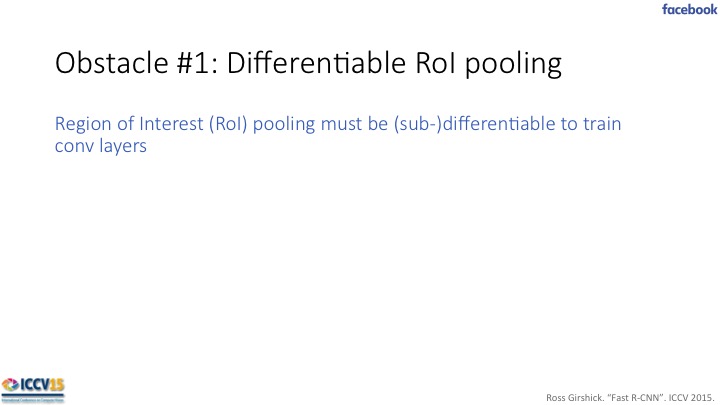 facebook
Obstacle #1: Differentiable RoI pooling
Region of Interest (RoI) pooling must be (sub-)differentiable to train
conv layers
ICCV15
Ross Girshick. “Fast R-CNN”. ICCV 2015.